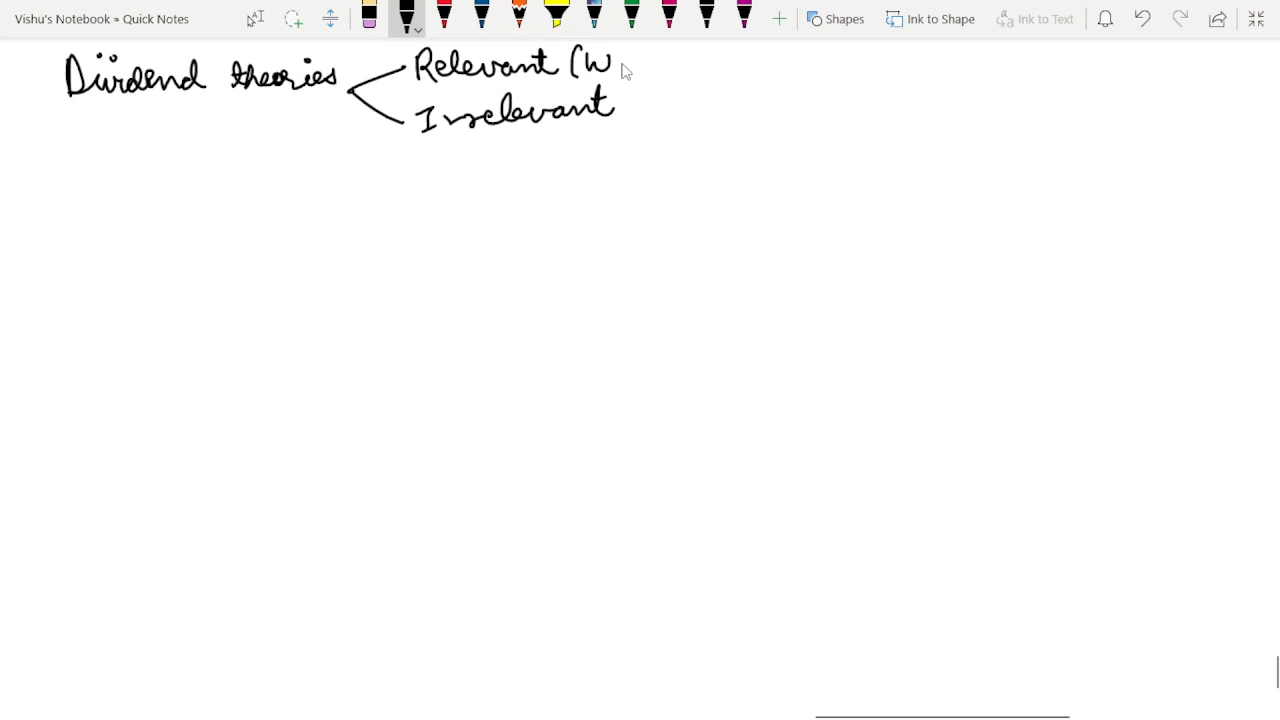 Vishu's Notebook » Quick Notes
Shapes Ink to Shape Ink to Text
Dividend theories
Relevant (W
Irrelevant